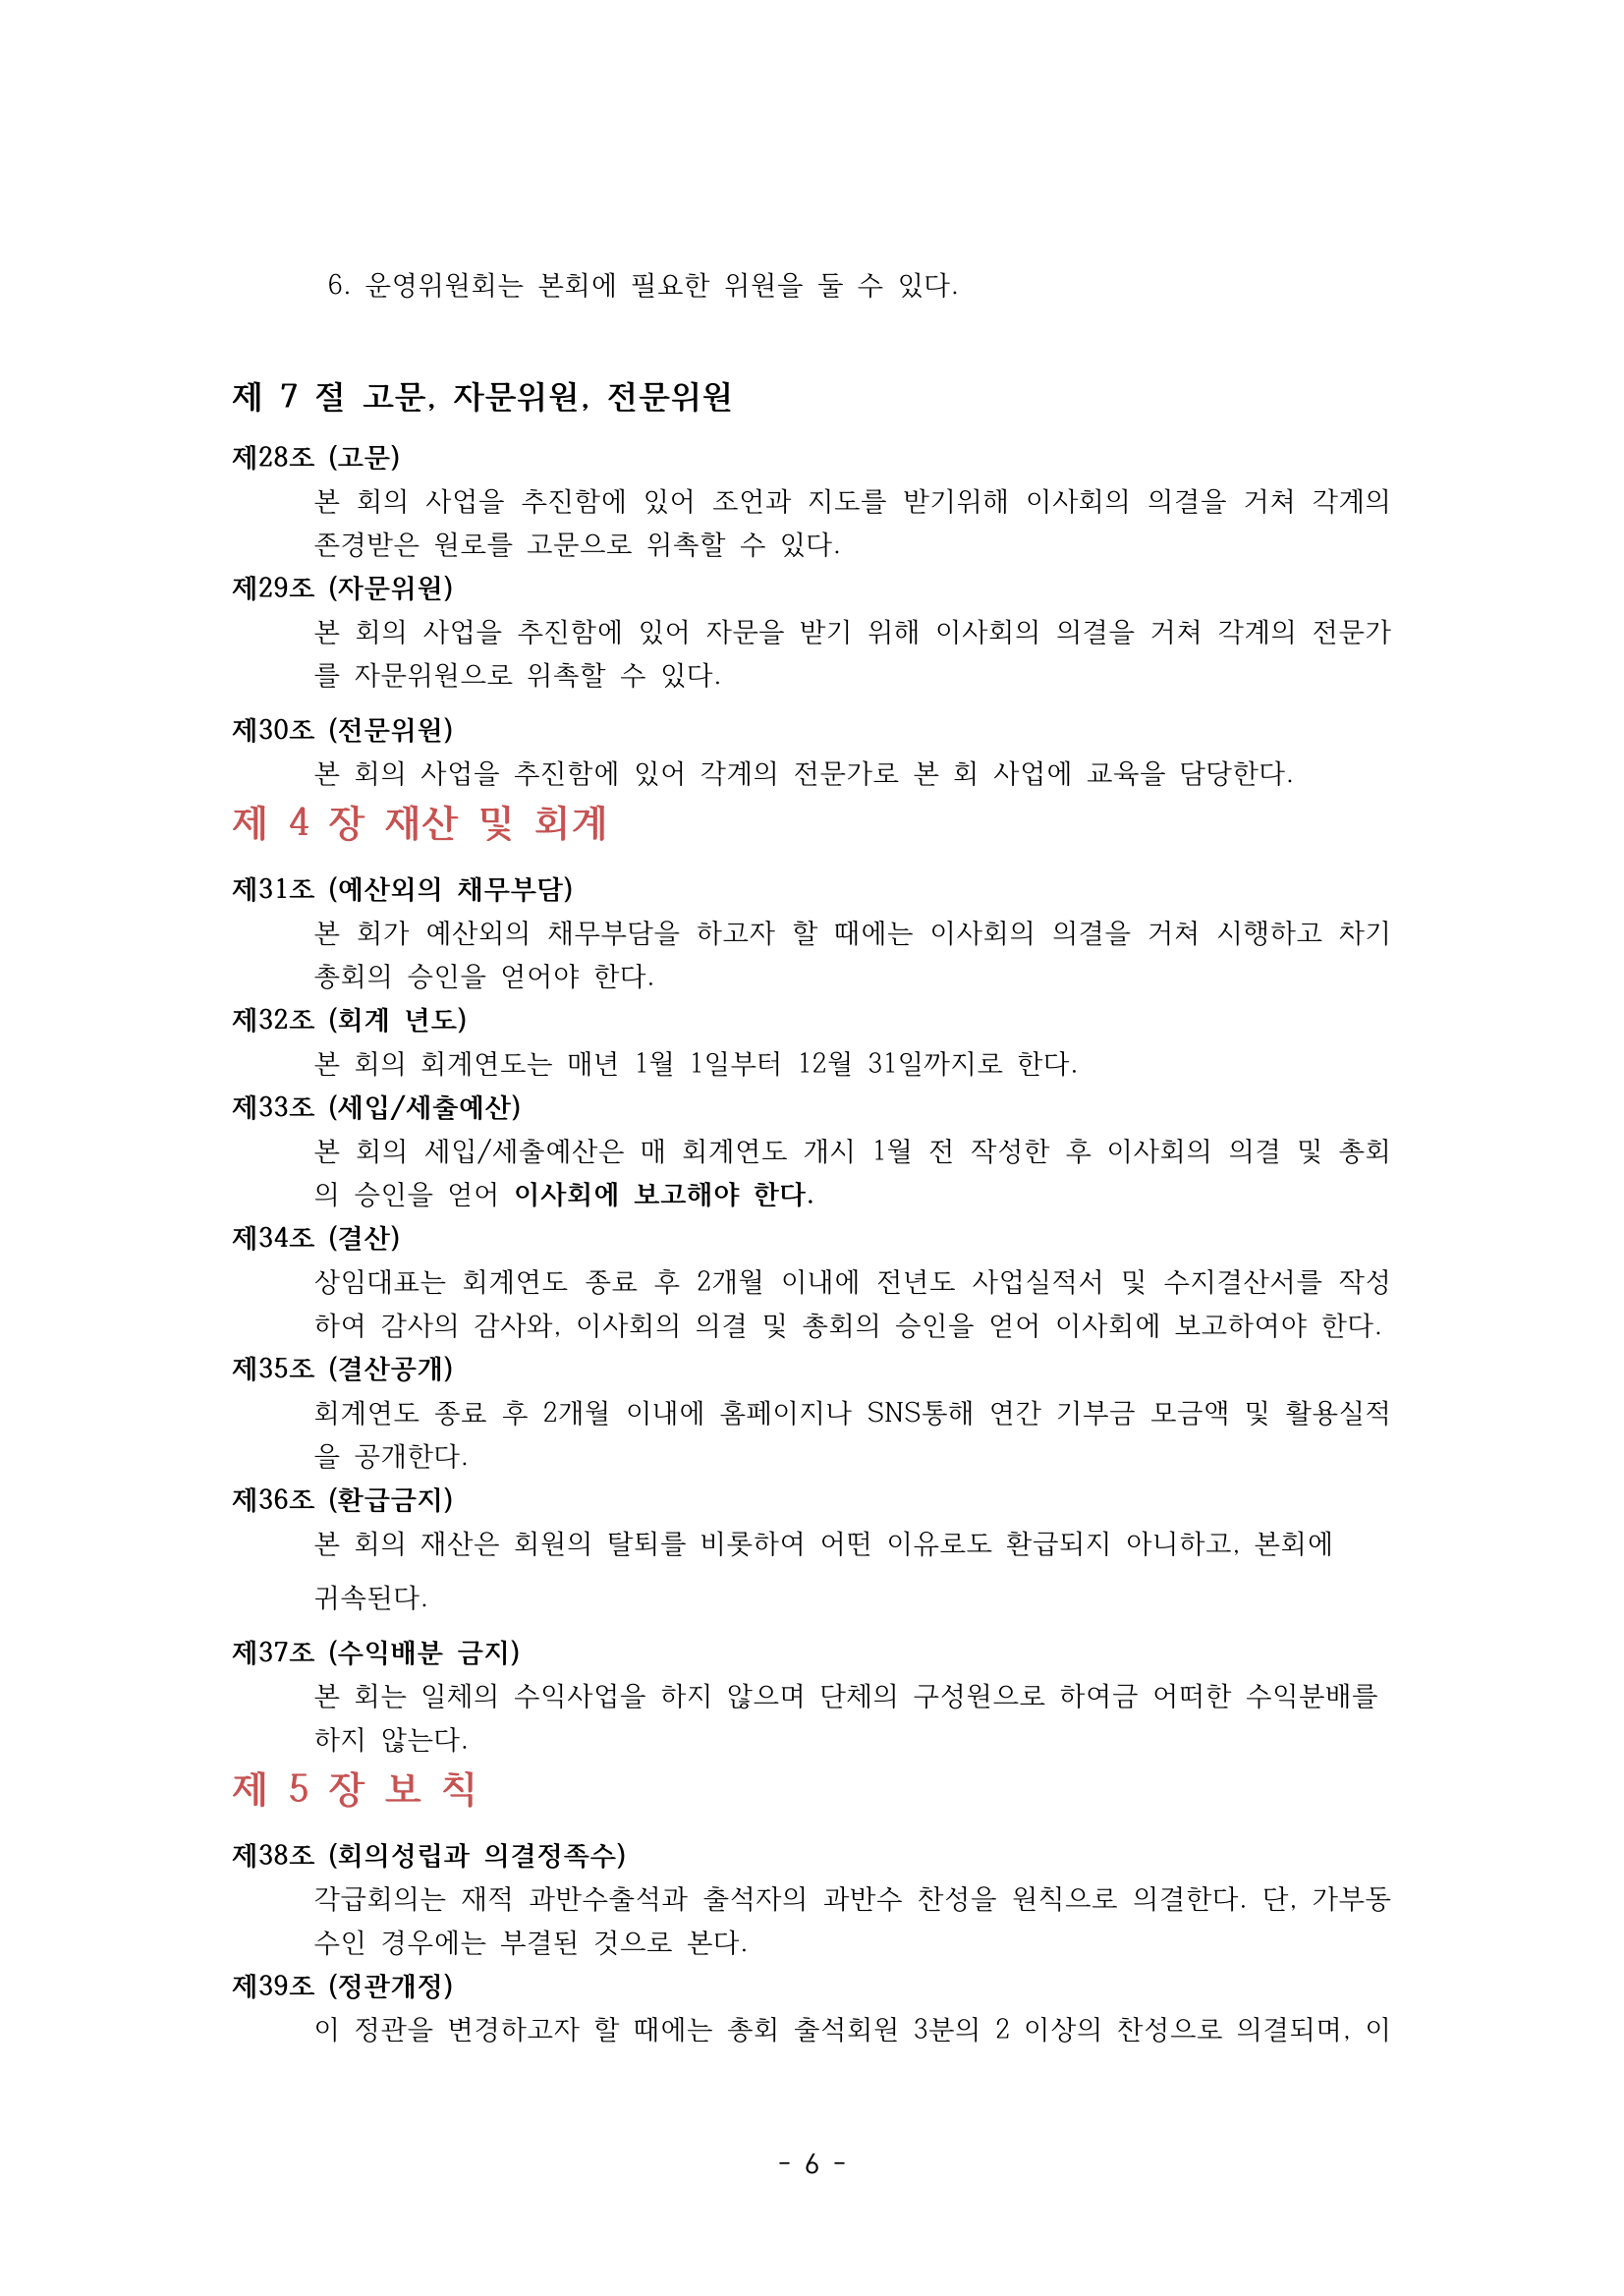 6. 운영위원회는 본회에 필요한 위원을 둘 수 있다.
제 7 절 고문, 자문위원, 전문위원
제28조 (고문)
본 회의 사업을 추진함에 있어 조언과 지도를 받기위해 이사회의 의결을 거쳐 각계의
존경받은 원로를 고문으로 위촉할 수 있다.
제29조 (자문위원)
본 회의 사업을 추진함에 있어 자문을 받기 위해 이사회의 의결을 거쳐 각계의 전문가
를 자문위원으로 위촉할 수 있다.
제30조 (전문위원)
본 회의 사업을 추진함에 있어 각계의 전문가로 본 회 사업에 교육을 담당한다.
제 4 장 재산 및 회계
제31조 (예산외의 채무부담)
본 회가 예산외의 채무부담을 하고자 할 때에는 이사회의 의결을 거쳐 시행하고 차기
총회의 승인을 얻어야 한다.
제32조 (회계 년도)
본 회의 회계연도는 매년 1월 1일부터 12월 31일까지로 한다.
제33조 (세입/세출예산)
본 회의 세입/세출예산은 매 회계연도 개시 1월 전 작성한 후 이사회의 의결 및 총회
의 승인을 얻어 이사회에 보고해야 한다.
제34조 (결산)
상임대표는 회계연도 종료 후 2개월 이내에 전년도 사업실적서 및 수지결산서를 작성
하여 감사의 감사와, 이사회의 의결 및 총회의 승인을 얻어 이사회에 보고하여야 한다.
제35조 (결산공개)
회계연도 종료 후 2개월 이내에 홈페이지나 SNS통해 연간 기부금 모금액 및 활용실적
을 공개한다.
제36조 (환급금지)
본 회의 재산은 회원의 탈퇴를 비롯하여 어떤 이유로도 환급되지 아니하고, 본회에
귀속된다.
제37조 (수익배분 금지)
본 회는 일체의 수익사업을 하지 않으며 단체의 구성원으로 하여금 어떠한 수익분배를
하지 않는다.
제 5 장 보 칙
제38조 (회의성립과 의결정족수)
각급회의는 재적 과반수출석과 출석자의 과반수 찬성을 원칙으로 의결한다. 단, 가부동
수인 경우에는 부결된 것으로 본다.
제39조 (정관개정)
이 정관을 변경하고자 할 때에는 총회 출석회원 3분의 2 이상의 찬성으로 의결되며, 이
- 6 -